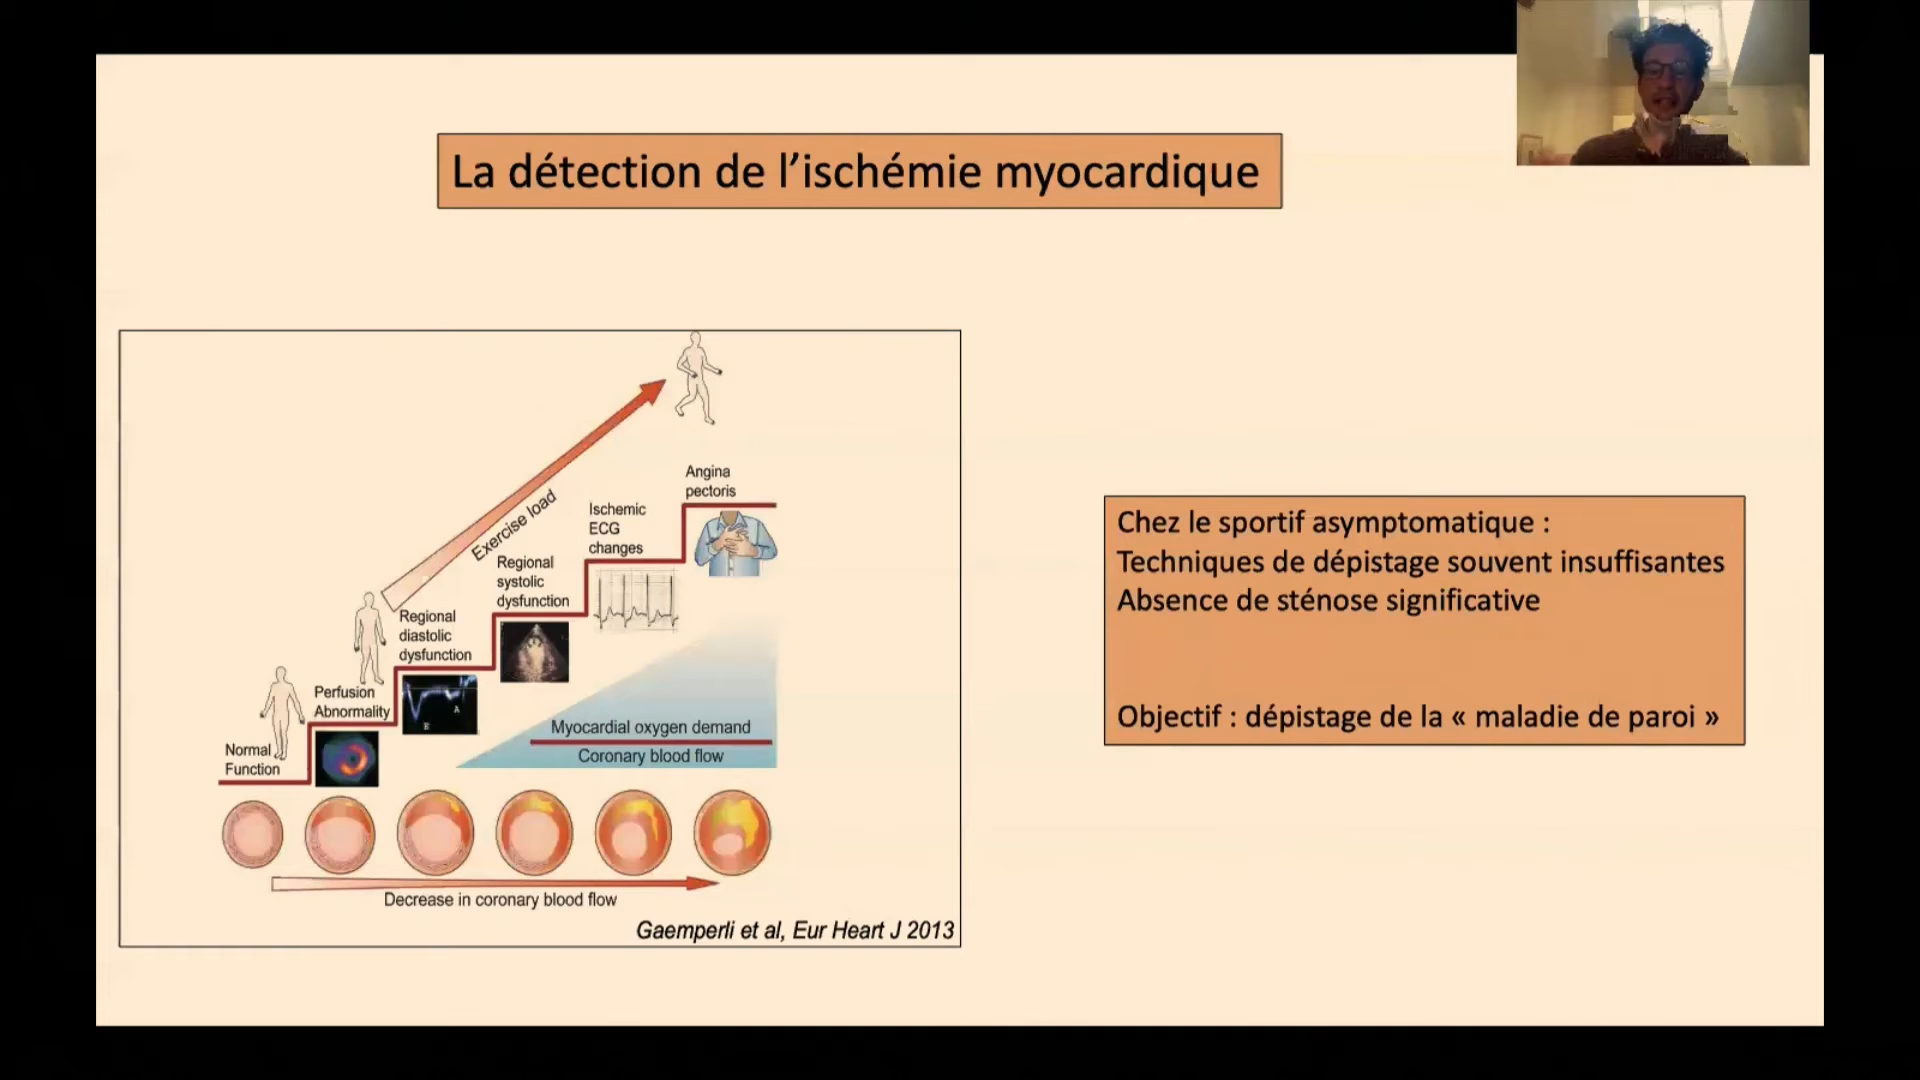 La détection de l’ischémie myocardique
Angina
pectoris
Exercise load
Ischemic
ECG
changes
Regional
systolic
dysfunction
Regional
diastolic
dysfunction
Perfusion
Abnormality
Normal
Function
E
A
Myocardial oxygen demand
Coronary blood flow
Decrease in coronary blood flow
Gaemperli et al, Eur Heart J 2013
Chez le sportif asymptomatique :
Techniques de dépistage souvent insuffisantes
Absence de sténose significative
Objectif : dépistage de la « maladie de paroi »